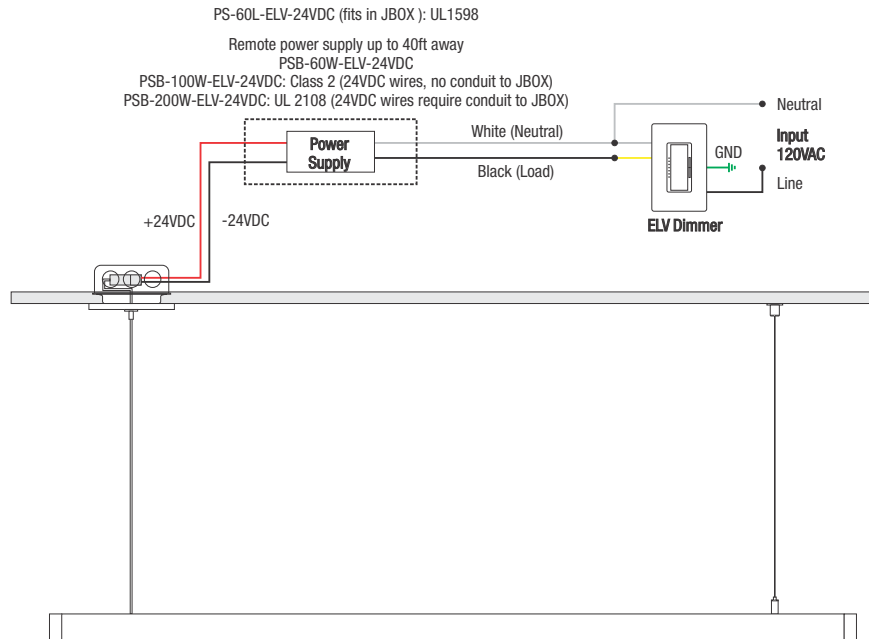 PS-60L-ELV-24VDC (fits in JBOX ): UL1598
Remote power supply up to 40ft away
PSB-60W-ELV-24VDC
PSB-100W-ELV-24VDC: Class 2 (24VDC wires, no conduit to JBOX)
PSB-200W-ELV-24VDC: UL 2108 (24VDC wires require conduit to JBOX)
Power
Supply
White (Neutral)
Black (Load)
Neutral
Input
120VAC
GND
Line
ELV Dimmer
+24VDC
-24VDC